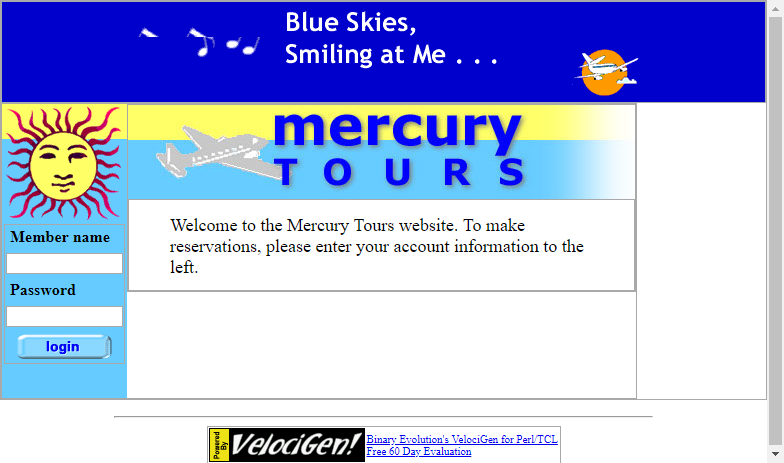 Blue Skies,
Smiling at Me . . .
mercury
TOURS
Member name
Password
login
Welcome to the Mercury Tours website. To make
reservations, please enter your account information to the
left.
Powered
By
VelociGen!
Binary Evolution's VelociGen for Perl/TCL
Free 60 Day Evaluation